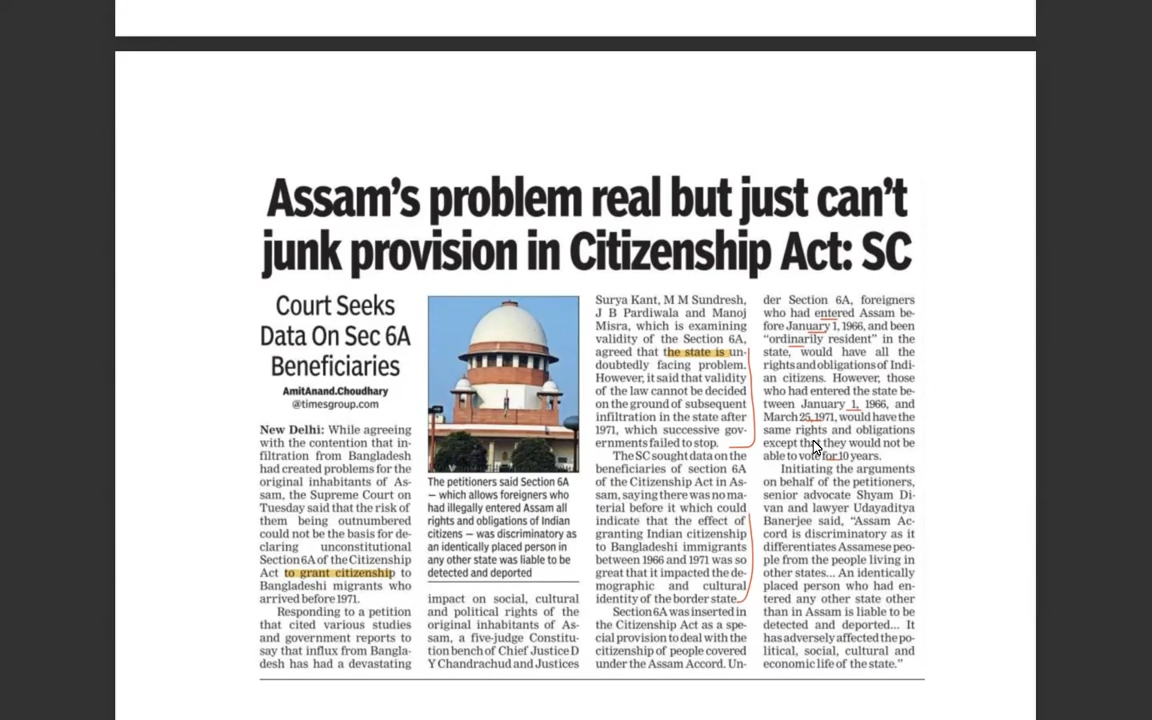 Assam's problem real but just can't
junk provision in Citizenship Act: SC
Court Seeks
Data On Sec 6A
Beneficiaries
AmitAnand.Choudhary
@timesgroup.com
New Delhi: While agreeing
with the contention that in-
filtration from Bangladesh
had created problems for the
original inhabitants of As-
sam, the Supreme Court on
Tuesday said that the risk of
them being outnumbered
could not be the basis for de-
claring unconstitutional
Section 6A of the Citizenship
Act to grant citizenship to
Bangladeshi migrants who
arrived before 1971.
Responding to a petition
that cited various studies
and government reports to
say that influx from Bangla-
desh has had a devastating
The petitioners said Section 6A
— which allows foreigners who
had illegally entered Assam all
rights and obligations of Indian
citizens — was discriminatory as
an identically placed person in
any other state was liable to be
detected and deported
impact on social, cultural
and political rights of the
original inhabitants of As-
sam, a five-judge Constitu-
tion bench of Chief Justice D
Y Chandrachud and Justices
Surya Kant, M M Sundresh,
J B Pardiwala and Manoj
Misra, which is examining
validity of the Section 6A,
agreed that the state is un-
doubtedly facing problem.
However, it said that validity
of the law cannot be decided
on the ground of subsequent
infiltration in the state after
1971, which successive gov-
ernments failed to stop.
The SC sought data on the
beneficiaries of section 6A
of the Citizenship Act in As-
sam, saying there was no ma-
terial before it which could
indicate that the effect of
granting Indian citizenship
to Bangladeshi immigrants
between 1966 and 1971 was so
great that it impacted the de-
mographic and cultural
identity of the border state.
Section 6A was inserted in
the Citizenship Act as a spe-
cial provision to deal with the
citizenship of people covered
under the Assam Accord. Un-
der Section 6A, foreigners
who had entered Assam be-
fore January 1, 1966, and been
"ordinarily resident" in the
state, would have all the
rights and obligations of Indi-
an citizens. However, those
who had entered the state be-
tween January 1, 1966, and
March 25, 1971, would have the
same rights and obligations
except that they would not be
able to vote for 10 years.
Initiating the arguments
on behalf of the petitioners,
senior advocate Shyam Di-
van and lawyer Udayaditya
Banerjee said, "Assam Ac-
cord is discriminatory as it
differentiates Assamese peo-
ple from the people living in
other states... An identically
placed person who had en-
tered any other state other
than in Assam is liable to be
detected and deported... It
has adversely affected the po-
litical, social, cultural and
economic life of the state."